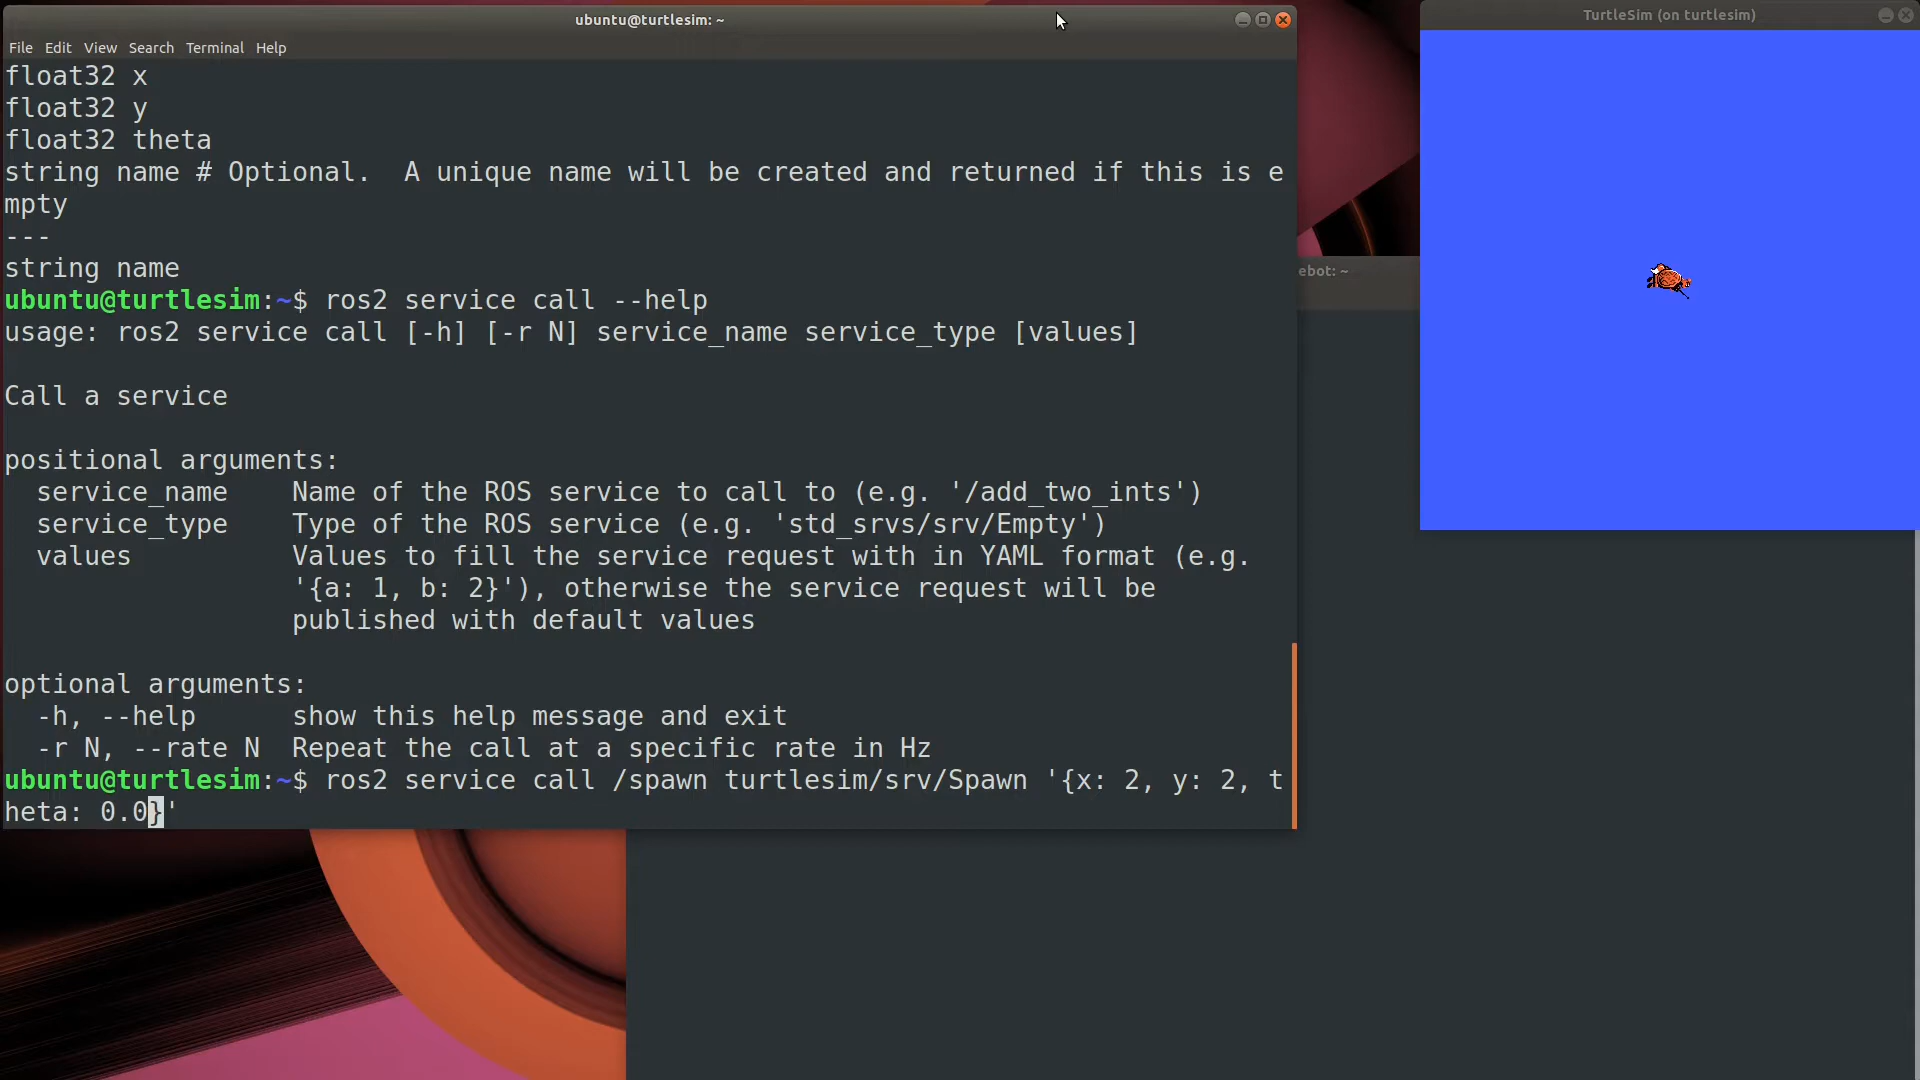 ubuntu@turtlesim: ~
TurtleSim (on turtlesim)
File Edit View Search Terminal Help
float32 x
float32 y
float32 theta
string name # Optional.  A unique name will be created and returned if this is e
mpty
---
string name
ebot: ~
ubuntu@turtlesim:~$ ros2 service call --help
usage: ros2 service call [-h] [-r N] service_name service_type [values]
Call a service
positional arguments:
  service_name    Name of the ROS service to call to (e.g. '/add_two_ints')
  service_type    Type of the ROS service (e.g. 'std_srvs/srv/Empty')
  values          Values to fill the service request with in YAML format (e.g.
                  '{a: 1, b: 2}'), otherwise the service request will be
                  published with default values
optional arguments:
  -h, --help      show this help message and exit
  -r N, --rate N  Repeat the call at a specific rate in Hz
ubuntu@turtlesim:~$ ros2 service call /spawn turtlesim/srv/Spawn '{x: 2, y: 2, t
heta: 0.0}'